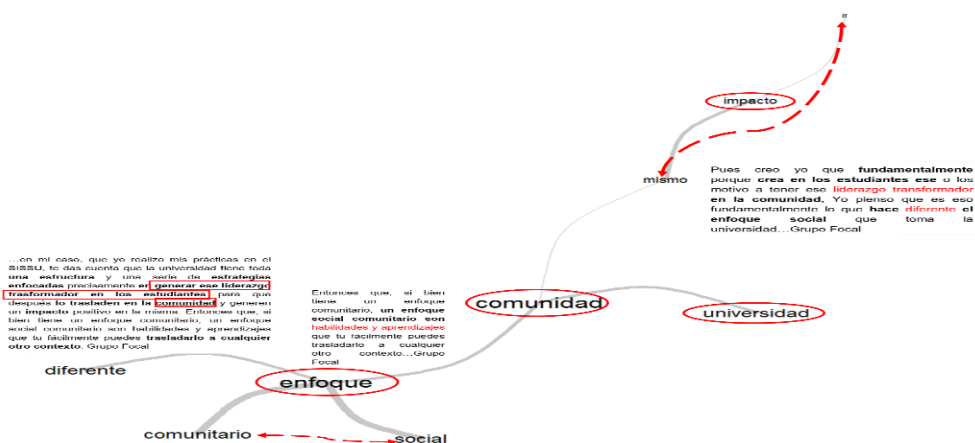 ir
impacto
mismo
Pues creo yo que fundamentalmente
porque crea en los estudiantes ese o los
motivo a tener ese liderazgo transformador
en la comunidad. Yo pienso que es eso
fundamentalmente lo que hace diferente el
enfoque social que toma la
universidad...Grupo Focal
...en mi caso, que yo realizo mis prácticas en el
SISSU, te das cuenta que la universidad tiene toda
una estructura y una serie de estrategias
enfocadas precisamente en generar ese liderazgo
trasformador en los estudiantes para que
después lo trasladen en la comunidad y generen
un impacto positivo en la misma. Entonces que, si
bien tiene un enfoque comunitario, un enfoque
social comunitario son habilidades y aprendizajes
que tu fácilmente puedes trasladarlo a cualquier
otro contexto. Grupo Focal
Entonces que, si bien
tiene un enfoque
comunitario, un enfoque
social comunitario son
habilidades y aprendizajes
que tu fácilmente puedes
trasladarlo a cualquier
otro contexto...Grupo
Focal
comunidad
universidad
diferente
enfoque
comunitario
social